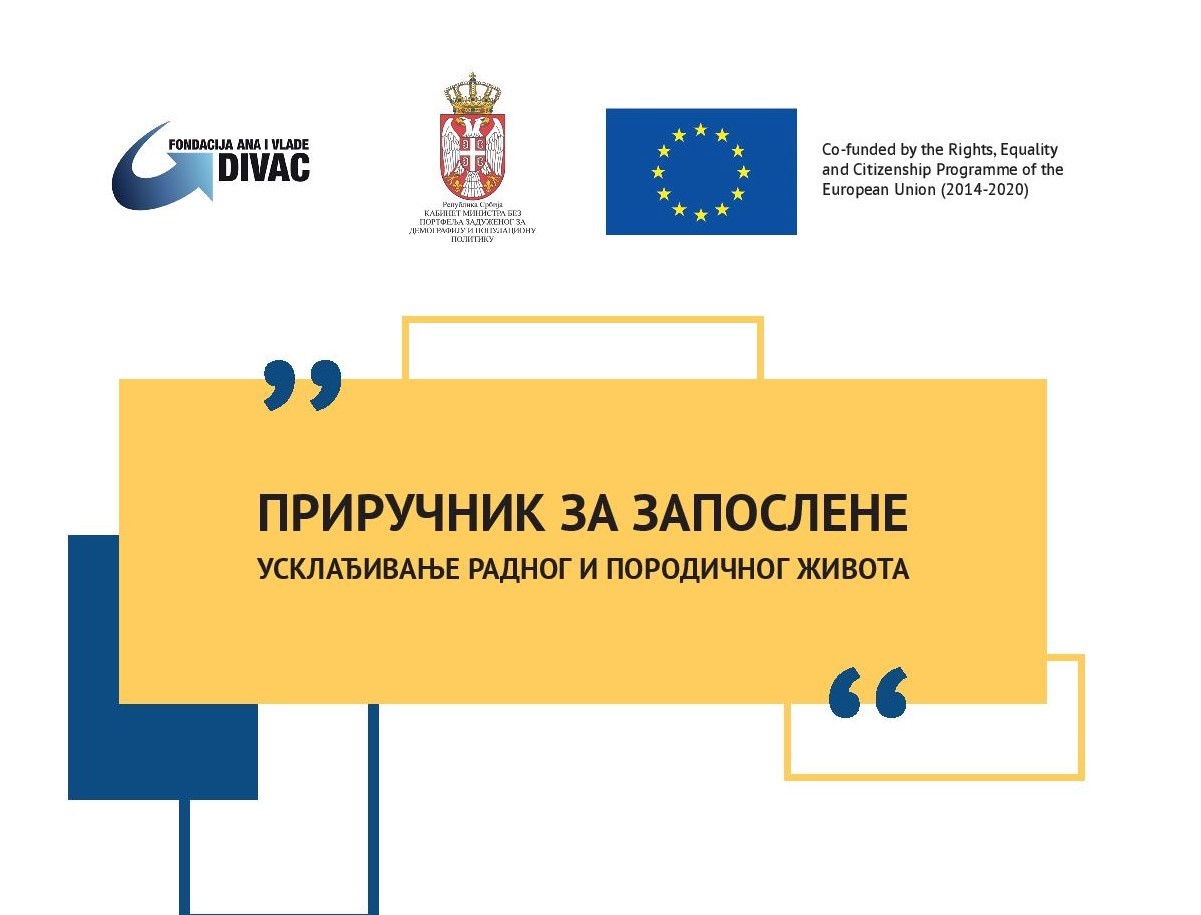 FONDACIJA ANA I VLADE
DIVAC
Република Србија
КАБИНЕТ МИНИСТРА БЕЗ
ПОРТФЕЉА ЗАДУЖЕНОГ ЗА
ДЕМОГРАФИЈУ И ПОПУЛАЦИОНУ
ПОЛИТИКУ
Co-funded by the Rights, Equality
and Citizenship Programme of the
European Union (2014-2020)
” ПРИРУЧНИК ЗА ЗАПОСЛЕНЕ
УСКЛАЂИВАЊЕ РАДНОГ И ПОРОДИЧНОГ ЖИВОТА “